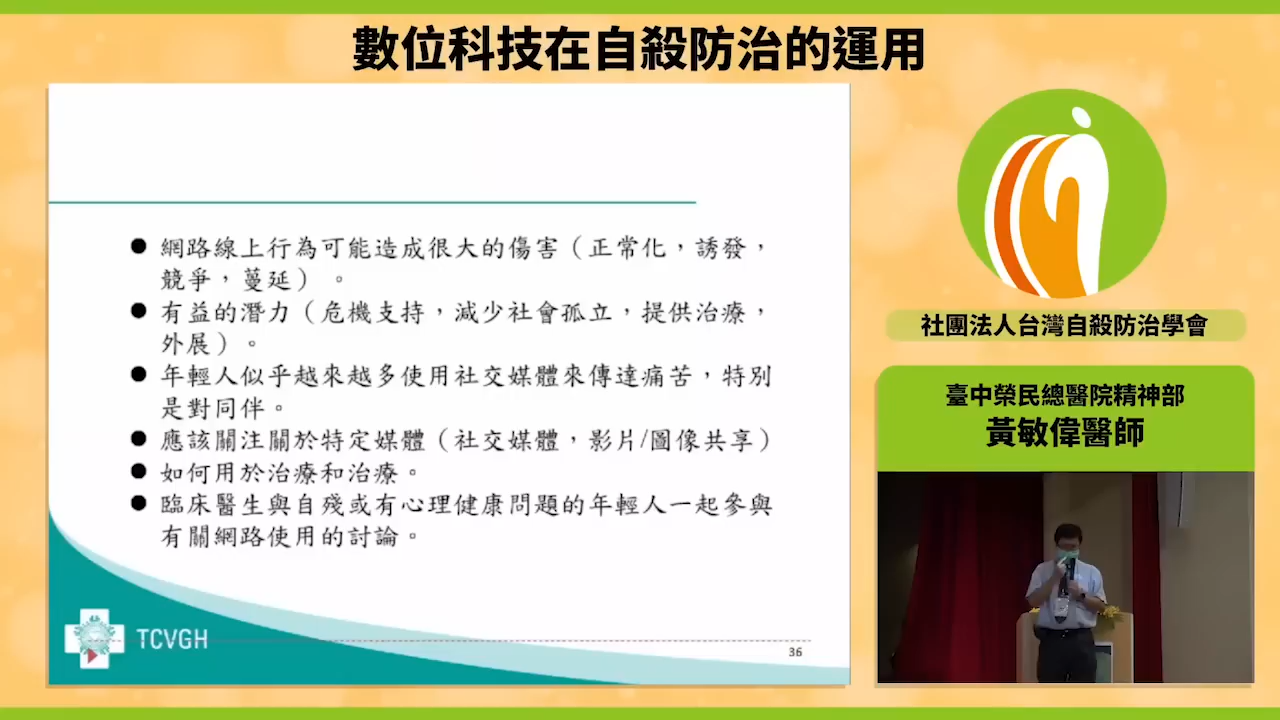 數位科技在自殺防治的運用
● 網路線上行為可能造成很大的傷害（正常化，誘發，
競爭，蔓延）。
● 有益的潛力（危機支持，減少社會孤立，提供治療，
外展）。
● 年輕人似乎越來越多使用社交媒體來傳達痛苦，特別
是對同伴。
● 應該關注關於特定媒體（社交媒體，影片/圖像共享）
● 如何用於治療和治療。
● 臨床醫生與自殘或有心理健康問題的年輕人一起參與
有關網路使用的討論。
TCVGH
36
社團法人台灣自殺防治學會
臺中榮民總醫院精神部
黃敏偉醫師